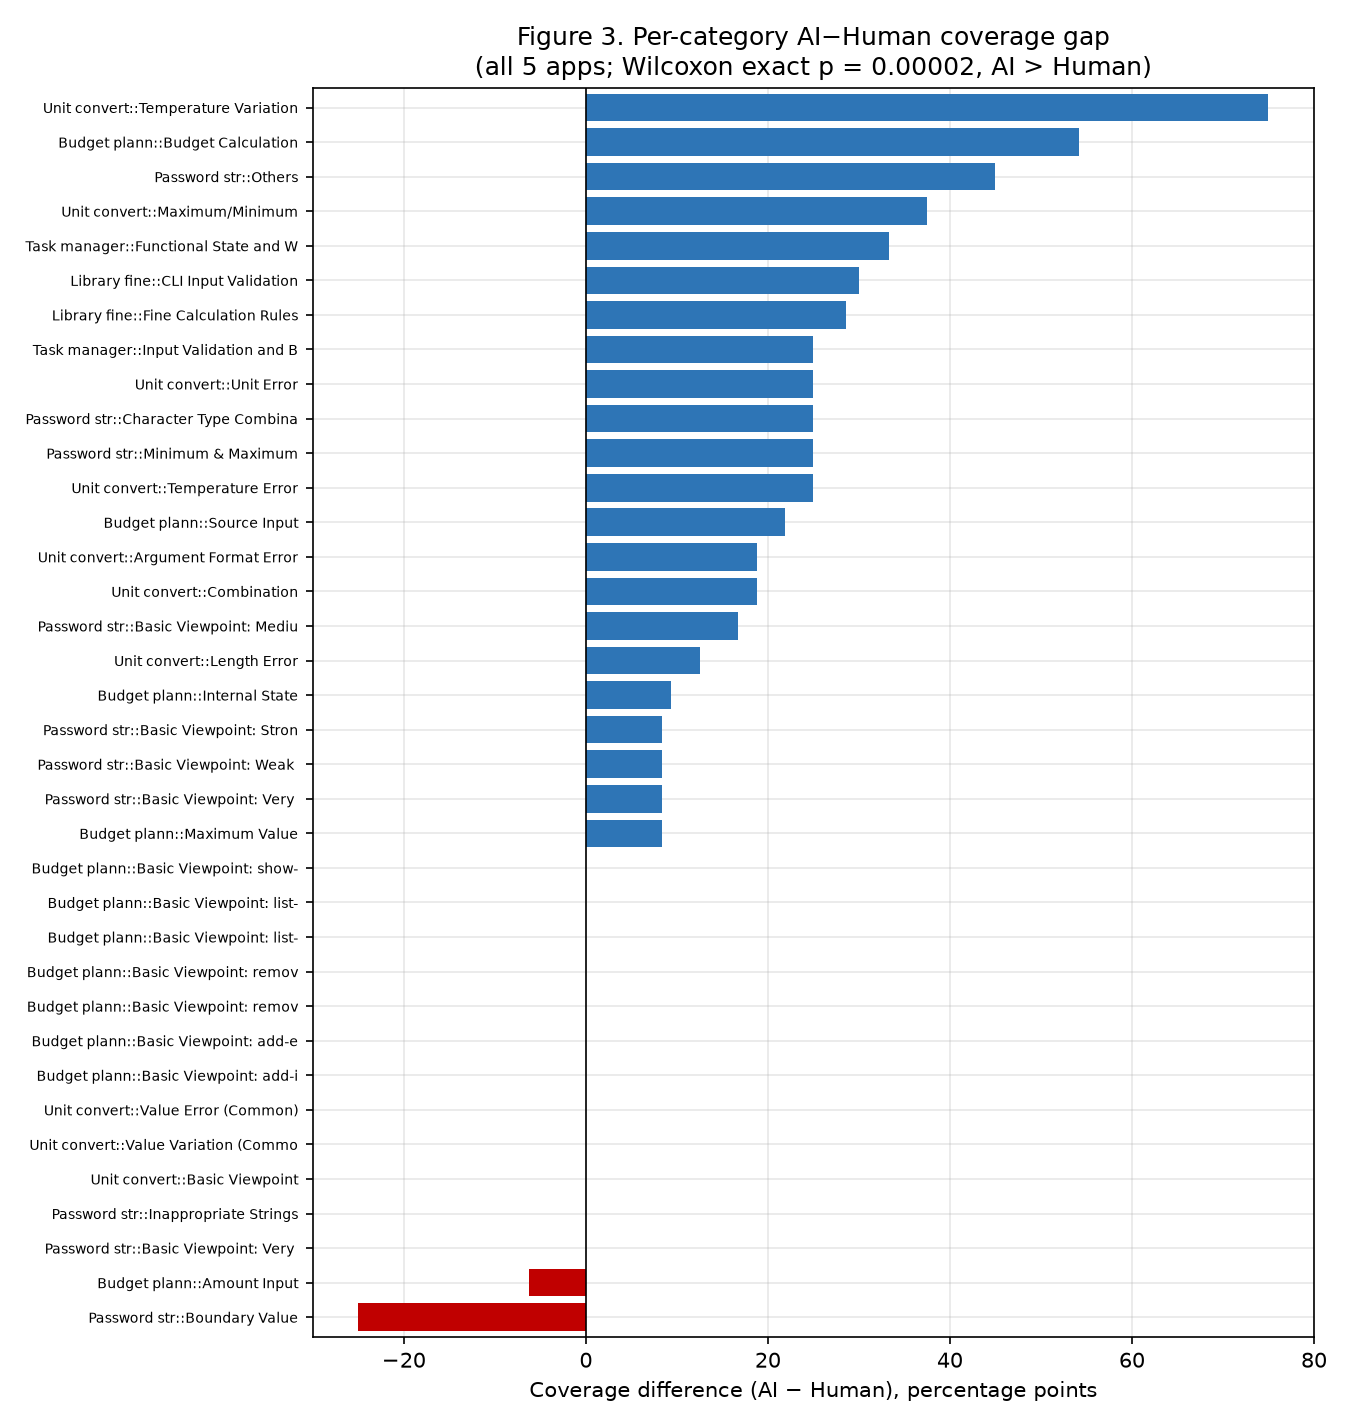 Figure 3. Per-category AI−Human coverage gap
(all 5 apps; Wilcoxon exact p = 0.00002, AI > Human)
Unit convert::Temperature Variation
Budget plann::Budget Calculation
Password str::Others
Unit convert::Maximum/Minimum
Task manager::Functional State and W
Library fine::CLI Input Validation
Library fine::Fine Calculation Rules
Task manager::Input Validation and B
Unit convert::Unit Error
Password str::Character Type Combina
Password str::Minimum & Maximum
Unit convert::Temperature Error
Budget plann::Source Input
Unit convert::Argument Format Error
Unit convert::Combination
Password str::Basic Viewpoint: Mediu
Unit convert::Length Error
Budget plann::Internal State
Password str::Basic Viewpoint: Stron
Password str::Basic Viewpoint: Weak
Password str::Basic Viewpoint: Very
Budget plann::Maximum Value
Budget plann::Basic Viewpoint: show-
Budget plann::Basic Viewpoint: list-
Budget plann::Basic Viewpoint: list-
Budget plann::Basic Viewpoint: remov
Budget plann::Basic Viewpoint: remov
Budget plann::Basic Viewpoint: add-e
Budget plann::Basic Viewpoint: add-i
Unit convert::Value Error (Common)
Unit convert::Value Variation (Commo
Unit convert::Basic Viewpoint
Password str::Inappropriate Strings
Password str::Basic Viewpoint: Very
Budget plann::Amount Input
Password str::Boundary Value
−20 0 20 40 60 80
Coverage difference (AI − Human), percentage points